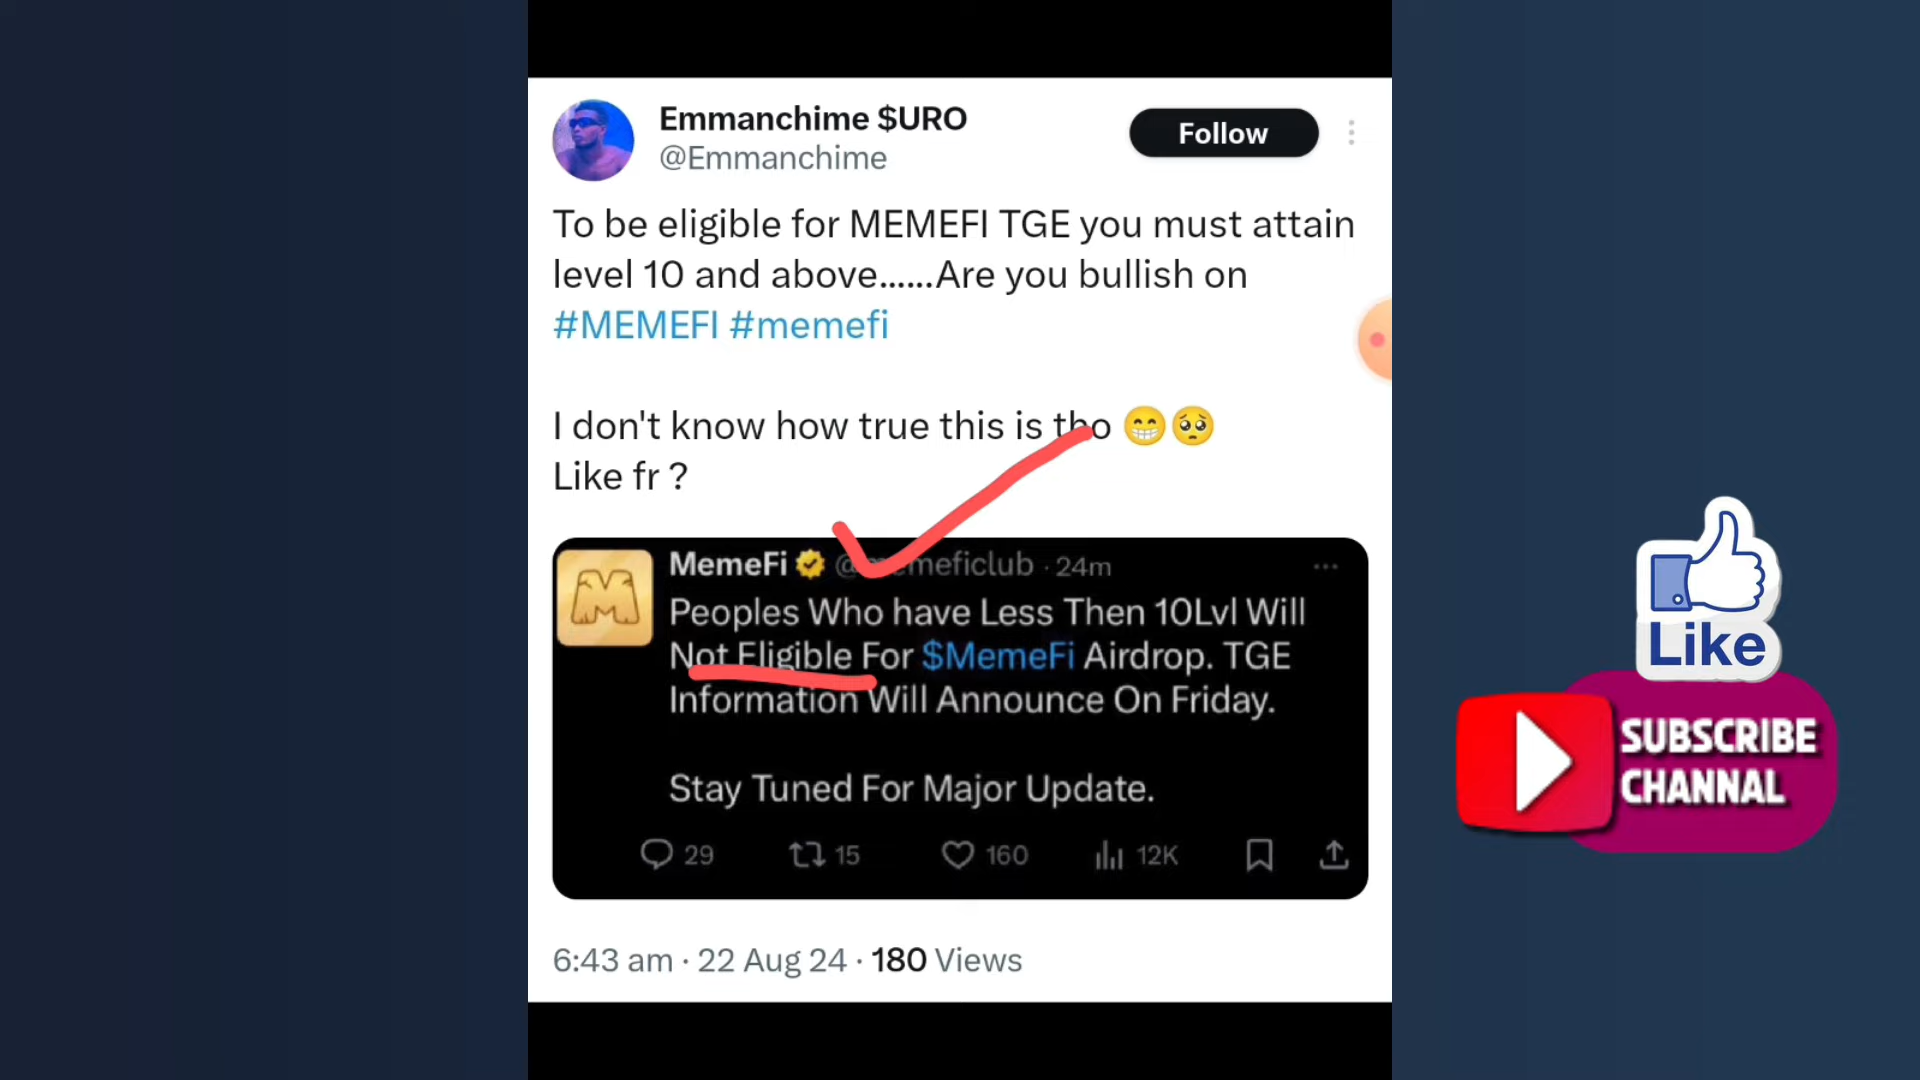 Emmanchime $URO
@Emmanchime
Follow
To be eligible for MEMEFI TGE you must attain
level 10 and above......Are you bullish on
#MEMEFI #memefi
I don't know how true this is tho 😁🥺
Like fr ?
MemeFi @memeficlub · 24m
Peoples Who have Less Then 10Lvl Will
Not Eligible For $MemeFi Airdrop. TGE
Information Will Announce On Friday.
Stay Tuned For Major Update.
29 15 160 12K
6:43 am · 22 Aug 24 · 180 Views
Like
SUBSCRIBE
CHANNAL